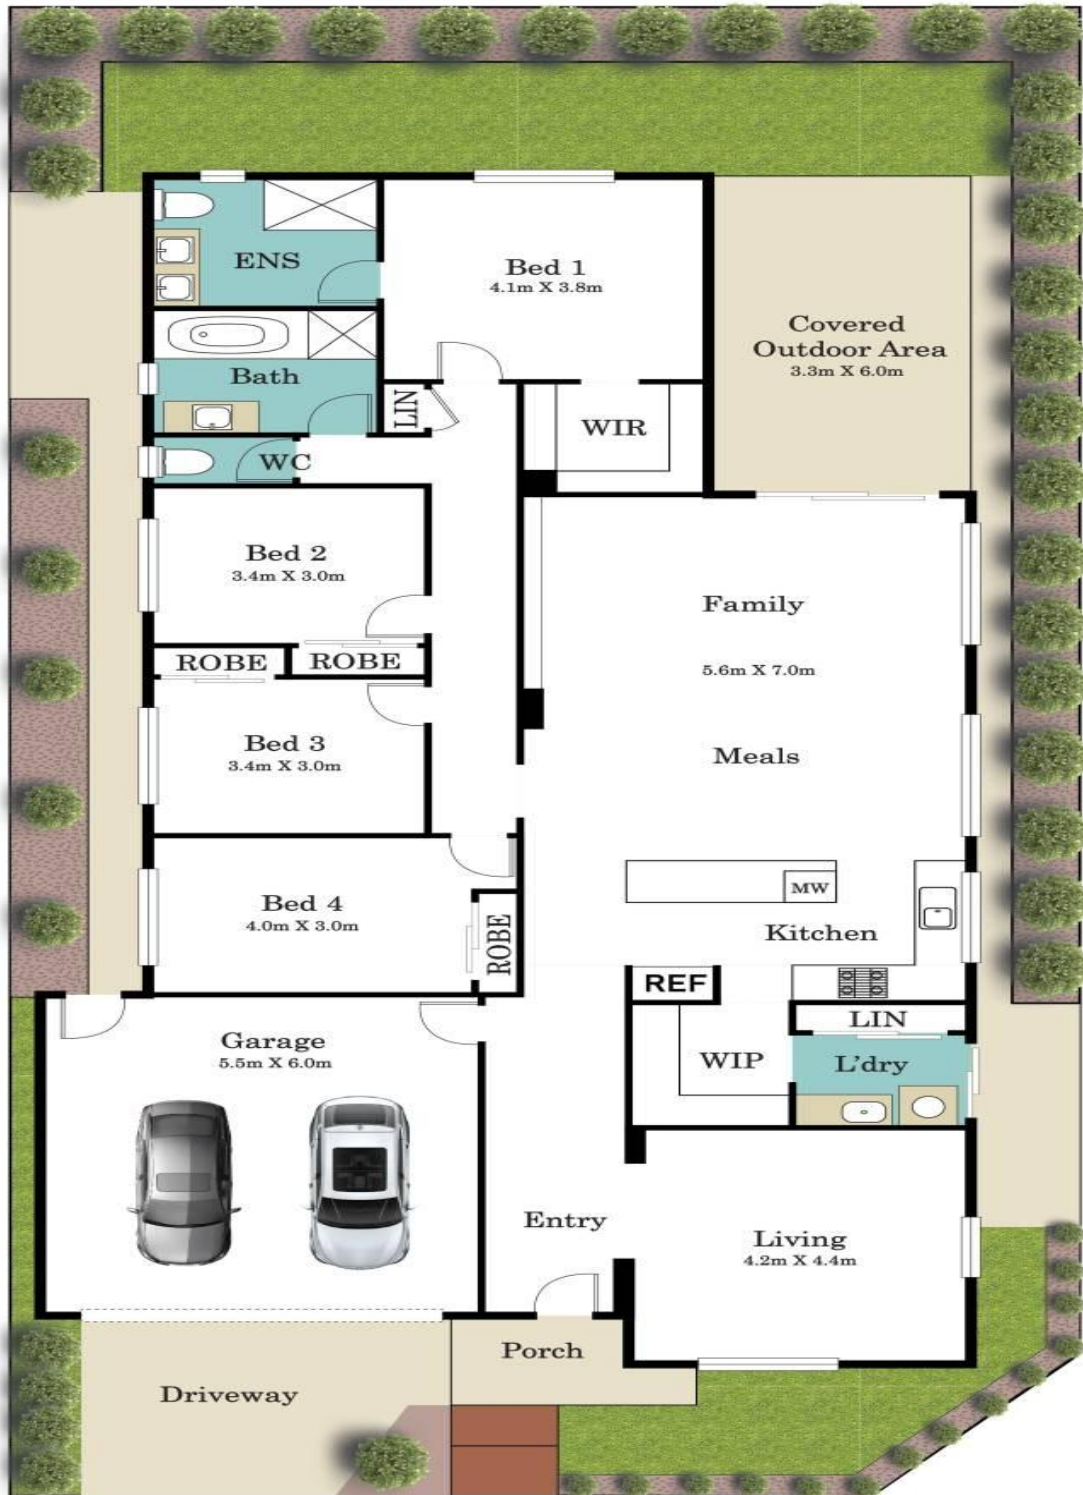 ENS
Bed 1
4.1m X 3.8m
Covered
Outdoor Area
3.3m X 6.0m
Bath
LIN
WIR
WC
Bed 2
3.4m X 3.0m
Family
5.6m X 7.0m
ROBE
ROBE
Bed 3
3.4m X 3.0m
Meals
Bed 4
4.0m X 3.0m
ROBE
MW
Kitchen
REF
LIN
Garage
5.5m X 6.0m
WIP
L'dry
Entry
Living
4.2m X 4.4m
Porch
Driveway